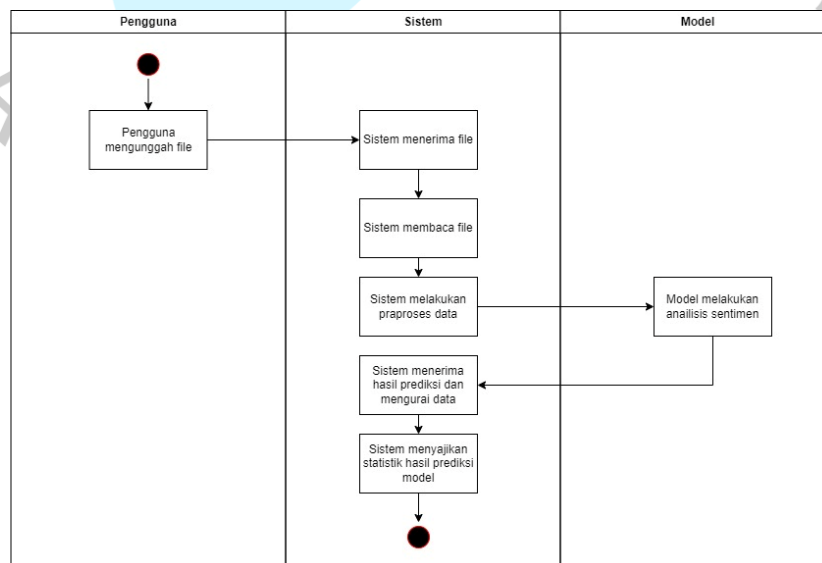 Pengguna
Sistem
Model
Pengguna
mengunggah file
Sistem menerima file
Sistem membaca file
Sistem melakukan
praproses data
Model melakukan
anailisis sentimen
Sistem menerima
hasil prediksi dan
mengurai data
Sistem menyajikan
statistik hasil prediksi
model